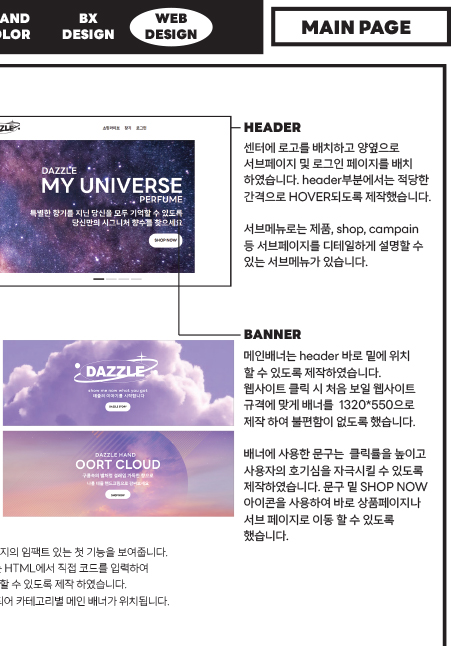 AND
OLOR
BX
DESIGN
WEB
DESIGN
MAIN PAGE
DAZZLE
HEADER
센터에 로고를 배치하고 양옆으로
서브페이지 및 로그인 페이지를 배치
하였습니다. header부분에서는 적당한
간격으로 HOVER되도록 제작했습니다.
서브메뉴로는 제품, shop, campain
등 서브페이지를 디테일하게 설명할 수
있는 서브메뉴가 있습니다.
DAZZLE
MY UNIVERSE
PERFUME
특별한 향기를 지닌 당신을 모두 기억할 수 있도록
당신만의 시그니처 향수를 찾으세요
SHOP NOW
BANNER
메인배너는 header 바로 밑에 위치
할 수 있도록 제작하였습니다.
웹사이트 클릭 시 처음 보일 웹사이트
규격에 맞게 배너를 1320*550으로
제작 하여 불편함이 없도록 했습니다.
배너에 사용한 문구는 클릭률을 높이고
사용자의 호기심을 자극시킬 수 있도록
제작하였습니다. 문구 밑 SHOP NOW
아이콘을 사용하여 바로 상품페이지나
서브 페이지로 이동 할 수 있도록
했습니다.
DAZZLE
show me now what you got
DAZZLE HAND
OORT CLOUD
SHOP NOW
지의 임팩트 있는 첫 기능을 보여줍니다.
HTML에서 직접 코드를 입력하여
할 수 있도록 제작 하였습니다.
되어 카테고리별 메인 배너가 위치됩니다.